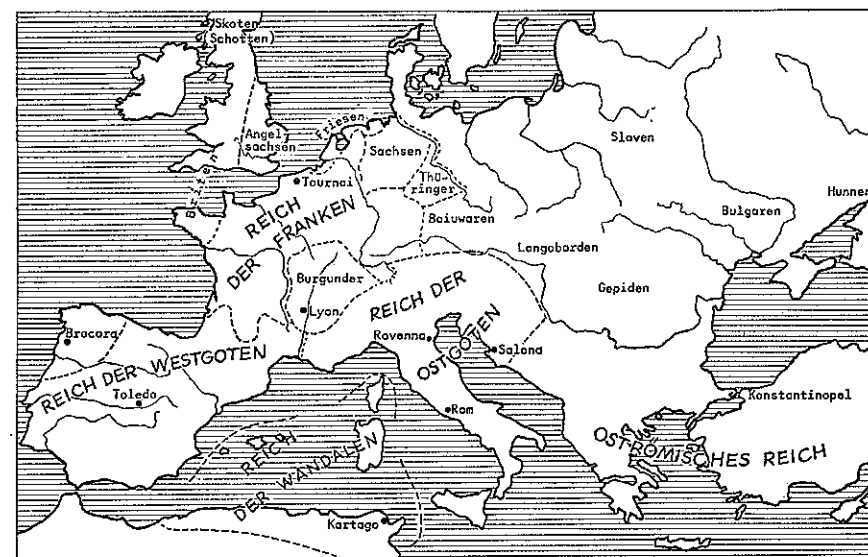 Skoten
(Schotten)
Angel
sachsen
Briten
Friesen
Sachsen
Thü-
ringer
Tournai
REICH
DER FRANKEN
Baiuwaren
Slaven
Hunnen
Bulgaren
Langobarden
Gepiden
Burgunder
Lyon
REICH DER
OSTGOTEN
Ravenna
Salona
Bracara
REICH DER WESTGOTEN
Toledo
Rom
Konstantinopel
OSTRÖMISCHES REICH
REICH
DER WANDALEN
Kartago